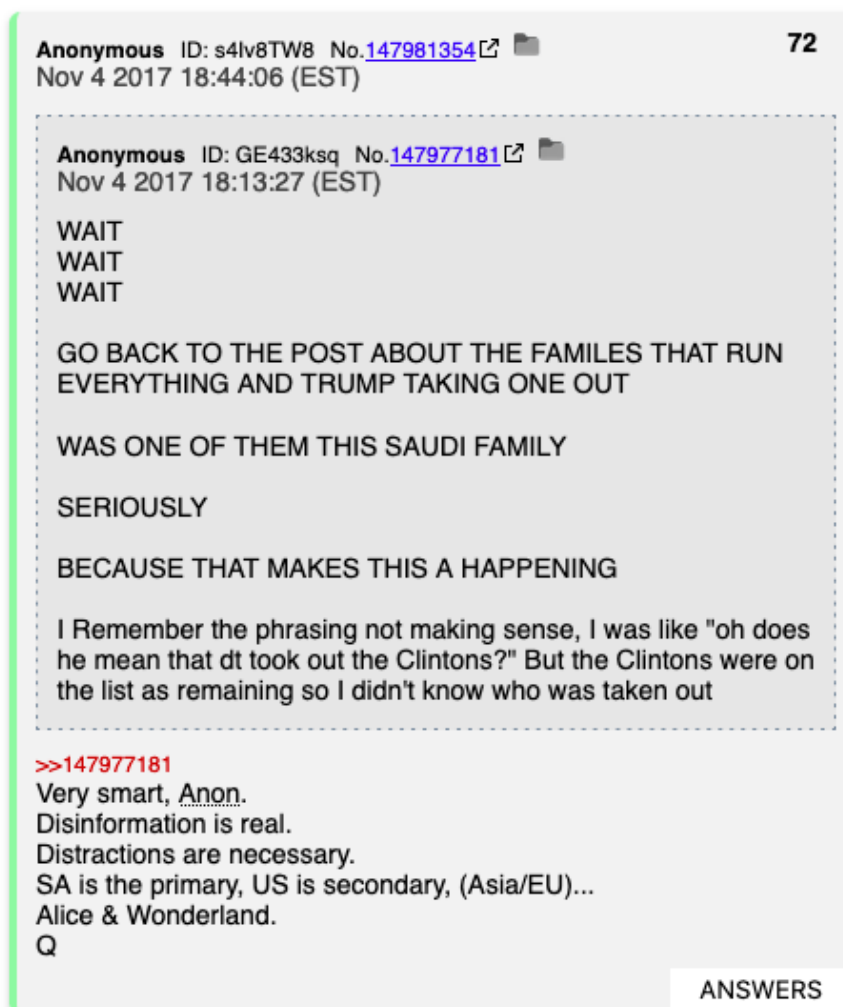 Anonymous ID: s4lv8TW8 No.147981354 72
Nov 4 2017 18:44:06 (EST)
Anonymous ID: GE433ksq No.147977181
Nov 4 2017 18:13:27 (EST)
WAIT
WAIT
WAIT
GO BACK TO THE POST ABOUT THE FAMILES THAT RUN
EVERYTHING AND TRUMP TAKING ONE OUT
WAS ONE OF THEM THIS SAUDI FAMILY
SERIOUSLY
BECAUSE THAT MAKES THIS A HAPPENING
I Remember the phrasing not making sense, I was like "oh does
he mean that dt took out the Clintons?" But the Clintons were on
the list as remaining so I didn't know who was taken out
>>147977181
Very smart, Anon.
Disinformation is real.
Distractions are necessary.
SA is the primary, US is secondary, (Asia/EU)...
Alice & Wonderland.
Q
ANSWERS